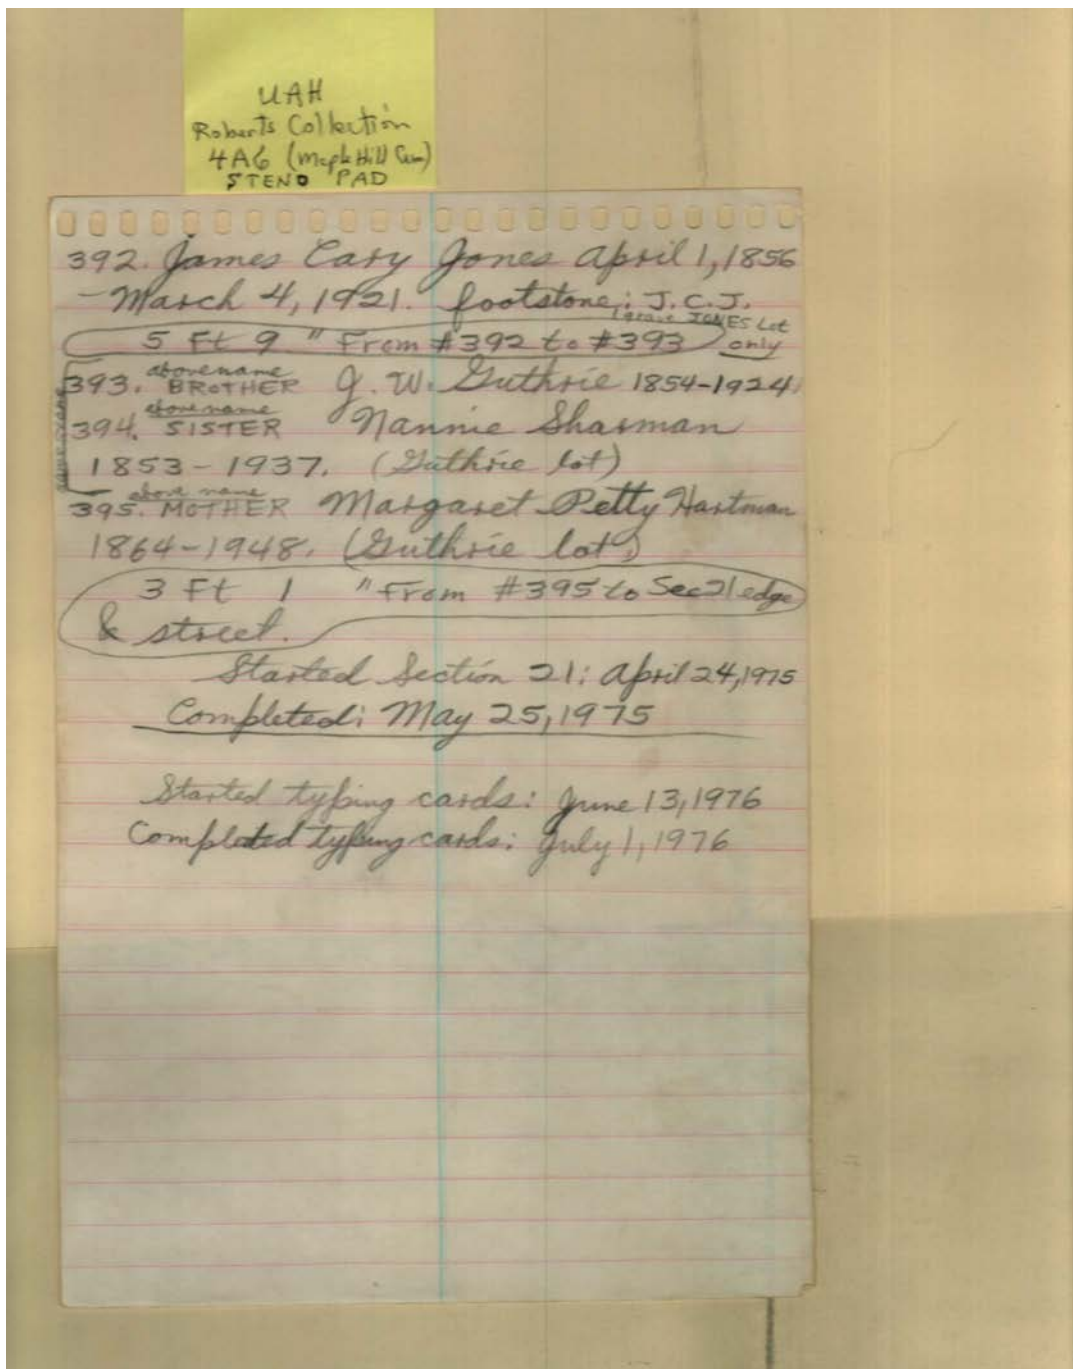 UAH
Roberts Collection
4A6 (Maple Hill Cem)
STENO PAD
392. James Cary Jones April 1, 1856
- March 4, 1921. footstone: J.C.J.
1 grave JONES Lot
5 Ft 9 " From #392 to #393 only
above name
393. BROTHER G. W. Guthrie 1854-1924.
above name
394. SISTER Nannie Sharman
1853-1937. (Guthrie lot)
above name
395. MOTHER Margaret Petty Hartman
1864-1948. (Guthrie lot)
3 Ft 1 " From #395 to Sec 21 edge
& street.
Started Section 21: April 24, 1975
Completed: May 25, 1975
Started typing cards: June 13, 1976
Completed typing cards: July 1, 1976